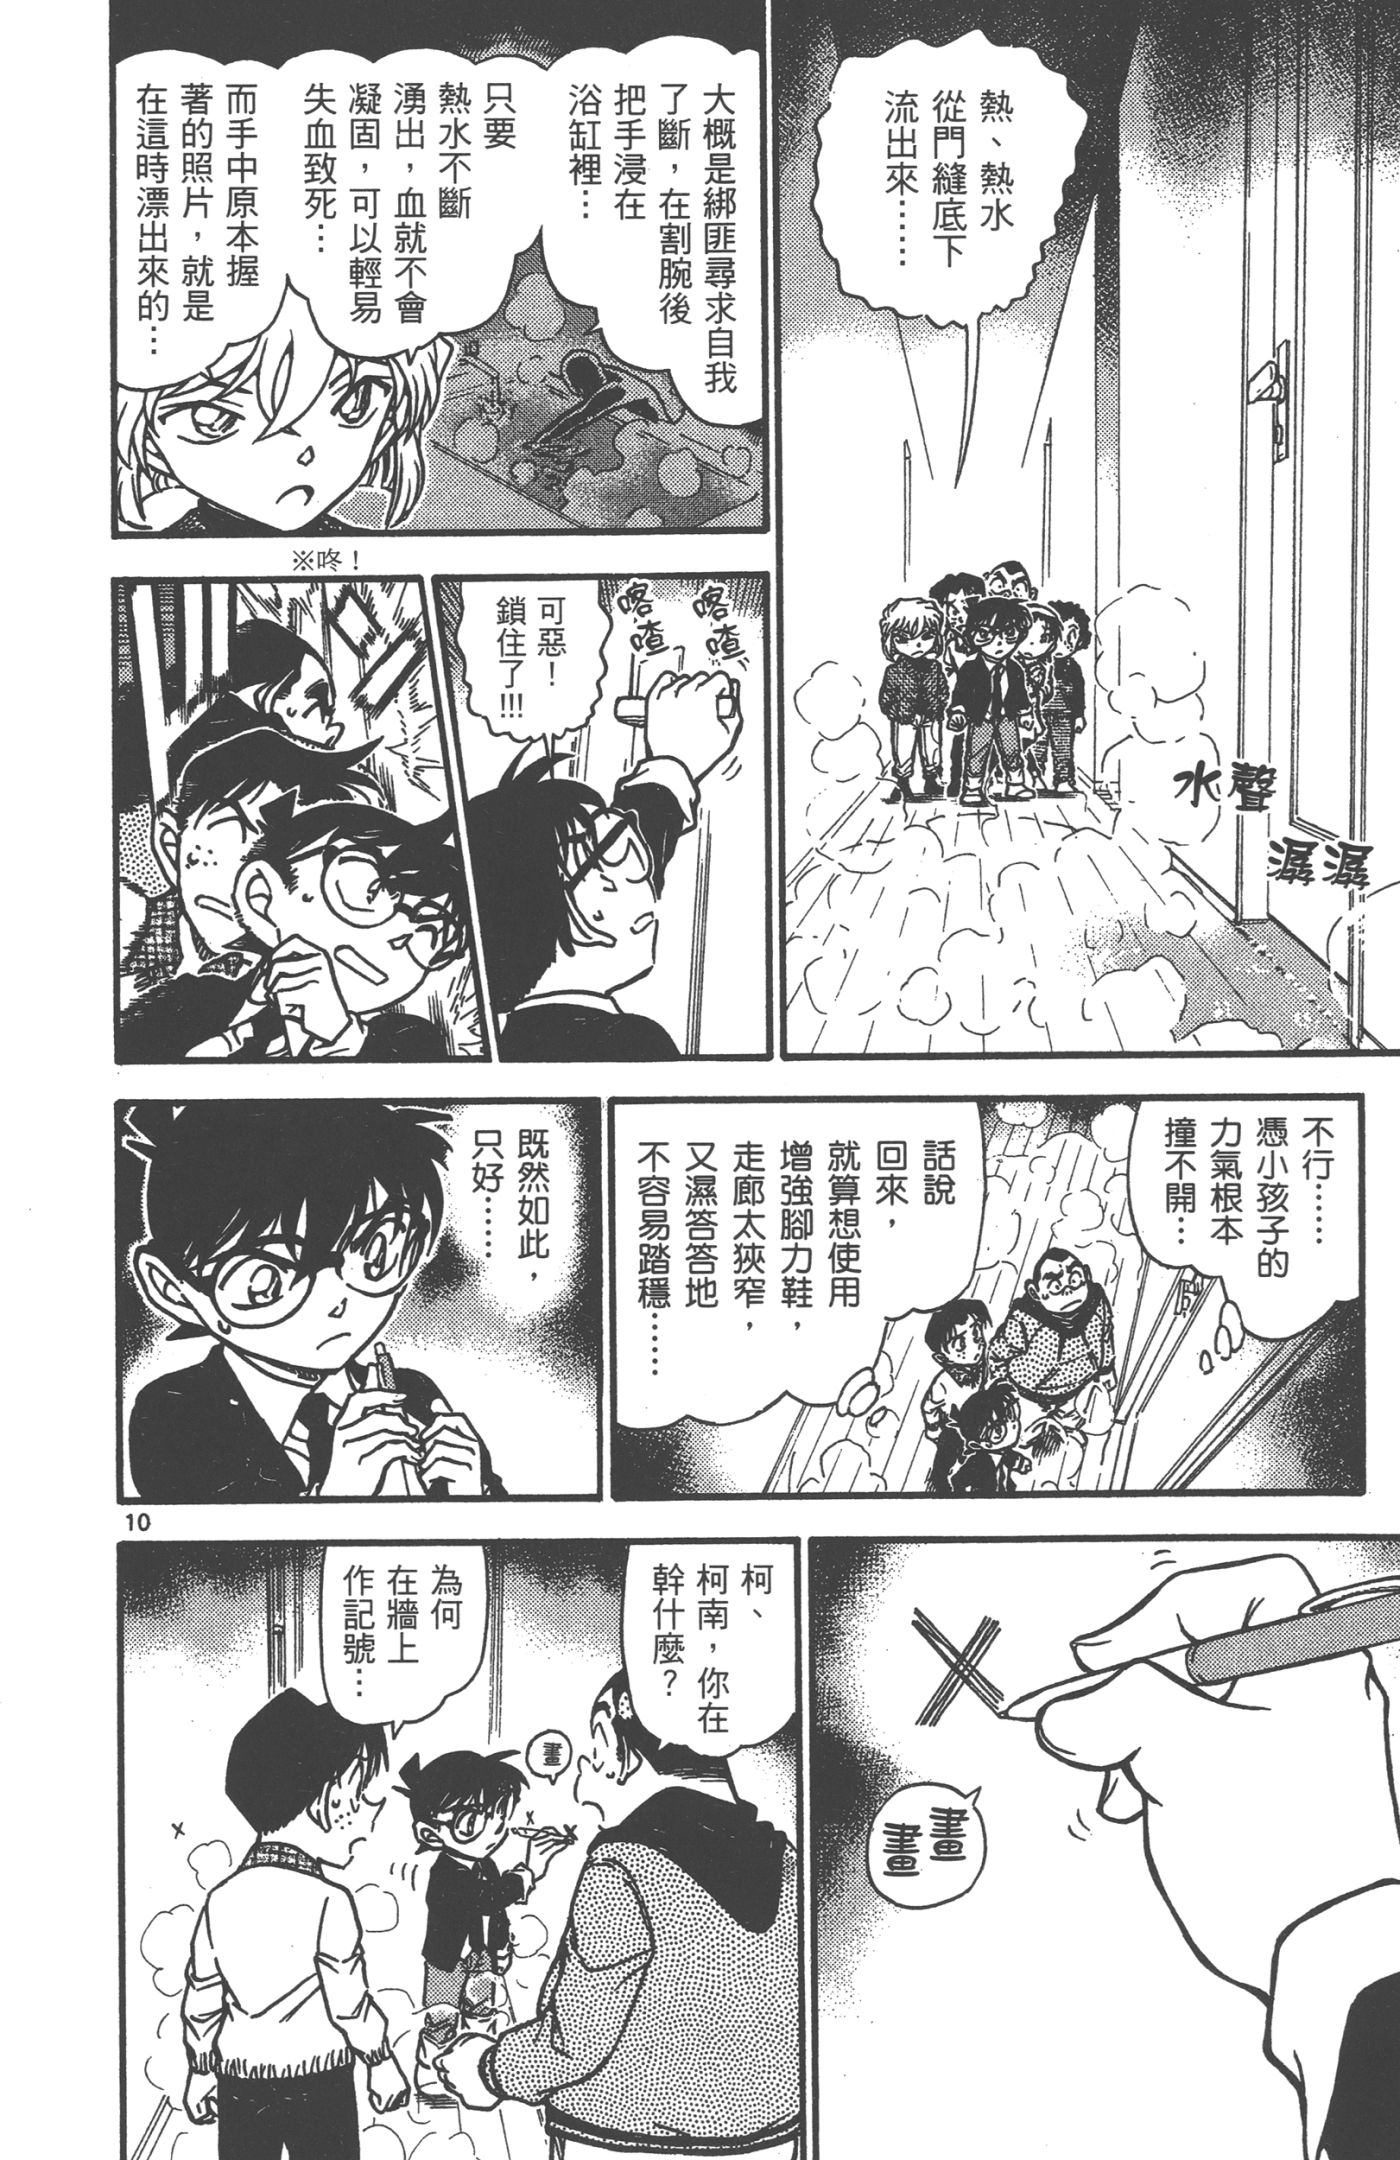 熱、熱水
從門縫底下
流出來……
水聲
潺潺
大概是綁匪尋求自我
了斷，在割腕後
把手浸在
浴缸裡…
只要
熱水不斷
湧出，血就不會
凝固，可以輕易
失血致死…
而手中原本握
著的照片，就是
在這時漂出來的…
喀喳
喀喳
可惡！
鎖住了!!!
※咚！
不行……
憑小孩子的
力氣根本
撞不開…
話說
回來，
就算想使用
增強腳力鞋，
走廊太狹窄，
又濕答答地
不容易踏穩……
既然如此，
只好……
10
畫
畫
柯、
柯南，你在
幹什麼？
畫
為何
在牆上
作記號…